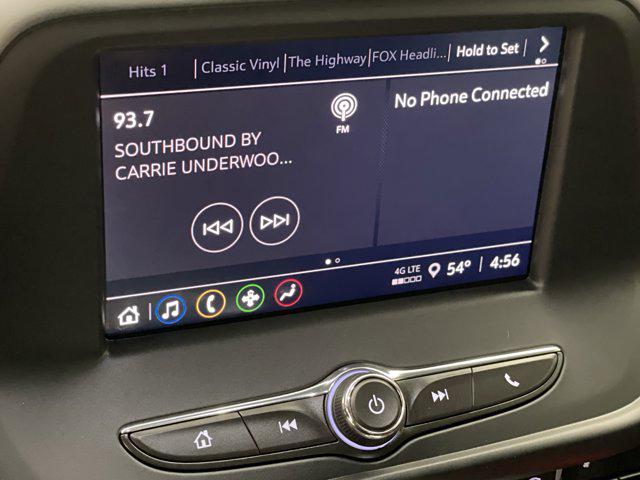 Hits 1 | Classic Vinyl | The Highway | FOX Headli... | Hold to Set |
93.7
FM
No Phone Connected
SOUTHBOUND BY
CARRIE UNDERWOO...
4G LTE 54° | 4:56